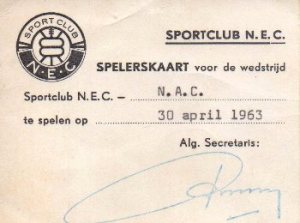 SPORTCLUB
N.E.C.
SPORTCLUB N.E.C.
SPELERSKAART voor de wedstrijd
Sportclub N.E.C. – N.A.C.
te spelen op 30 april 1963
Alg. Secretaris: